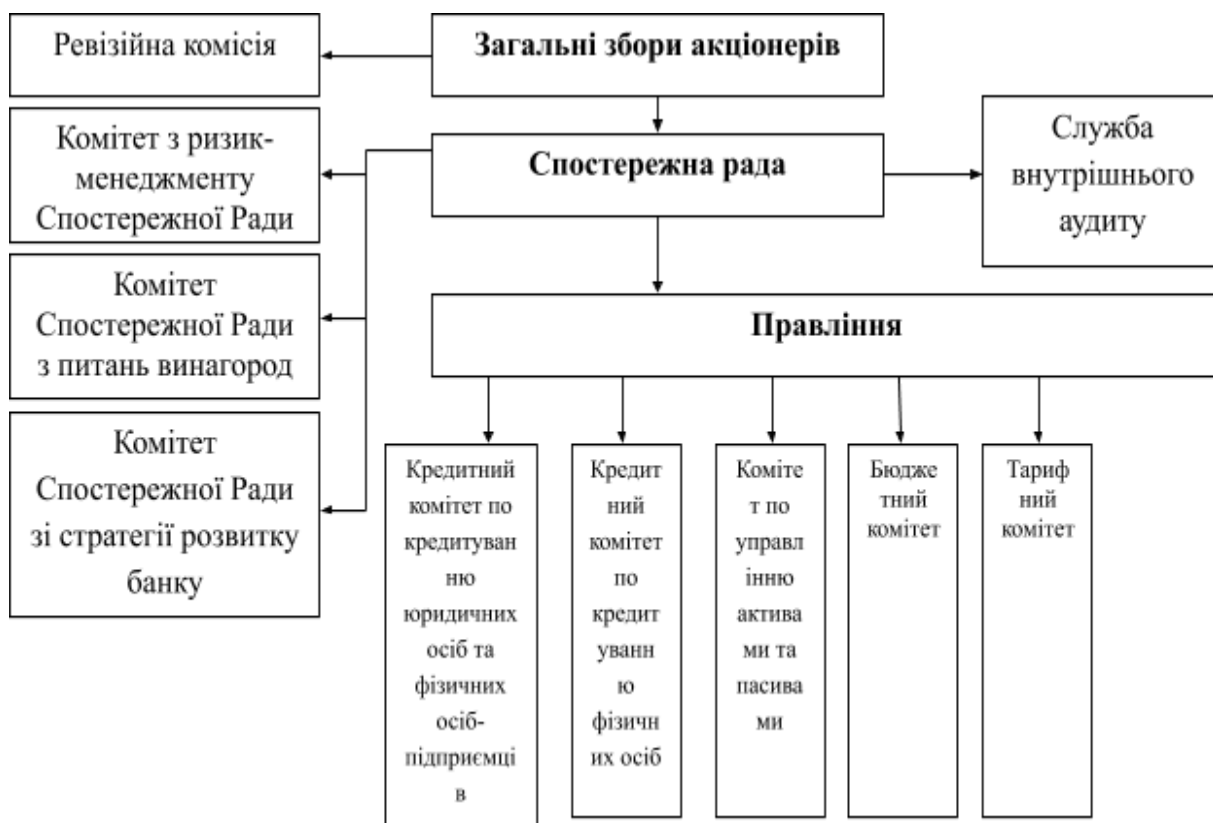 Ревізійна комісія
Загальні збори акціонерів
Комітет з ризик-
менеджменту
Спостережної Ради
Спостережна рада
Служба
внутрішнього
аудиту
Комітет
Спостережної Ради
з питань винагород
Правління
Комітет
Спостережної Ради
зі стратегії розвитку
банку
Кредитний
комітет по
кредитуван
ню
юридичних
осіб та
фізичних
осіб-
підприємці
в
Кредит
ний
комітет
по
кредит
уванн
ю
фізичн
их осіб
Коміте
т по
управл
інню
актива
ми та
пасива
ми
Бюдже
тний
комітет
Тариф
ний
комітет